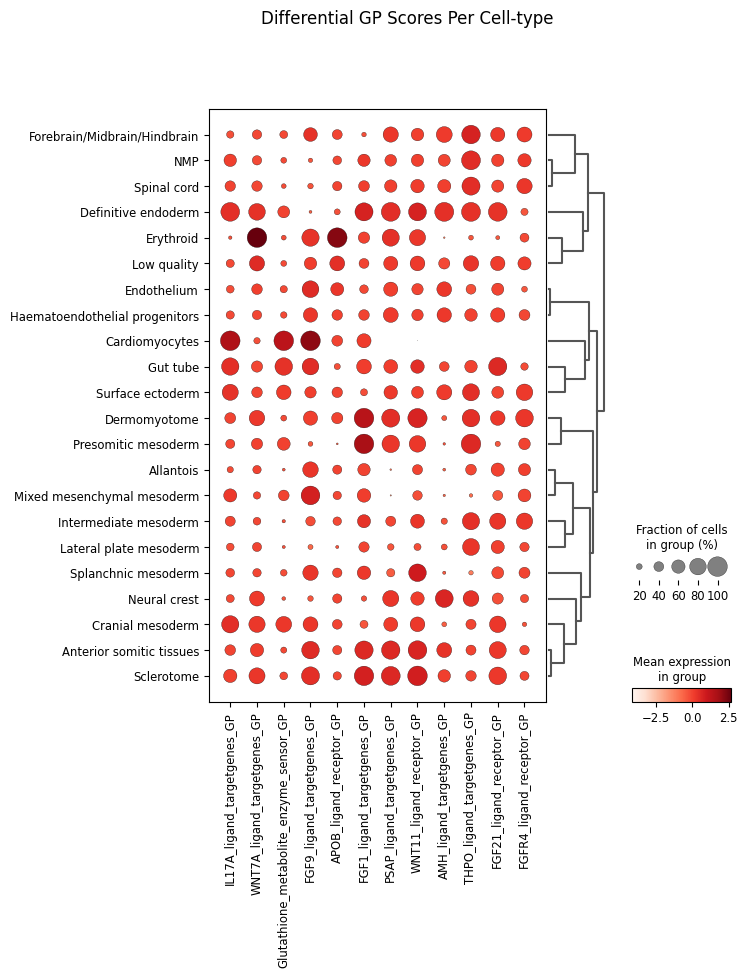 Differential GP Scores Per Cell-type
Forebrain/Midbrain/Hindbrain
NMP
Spinal cord
Definitive endoderm
Erythroid
Low quality
Endothelium
Haematoendothelial progenitors
Cardiomyocytes
Gut tube
Surface ectoderm
Dermomyotome
Presomitic mesoderm
Allantois
Mixed mesenchymal mesoderm
Intermediate mesoderm
Lateral plate mesoderm
Splanchnic mesoderm
Neural crest
Cranial mesoderm
Anterior somitic tissues
Sclerotome
IL17A_ligand_targetgenes_GP
WNT7A_ligand_targetgenes_GP
Glutathione_metabolite_enzyme_sensor_GP
FGF9_ligand_targetgenes_GP
APOB_ligand_receptor_GP
FGF1_ligand_targetgenes_GP
PSAP_ligand_targetgenes_GP
WNT11_ligand_receptor_GP
AMH_ligand_targetgenes_GP
THPO_ligand_targetgenes_GP
FGF21_ligand_receptor_GP
FGFR4_ligand_receptor_GP
Fraction of cells
in group (%)
20 40 60 80 100
Mean expression
in group
−2.5 0.0 2.5